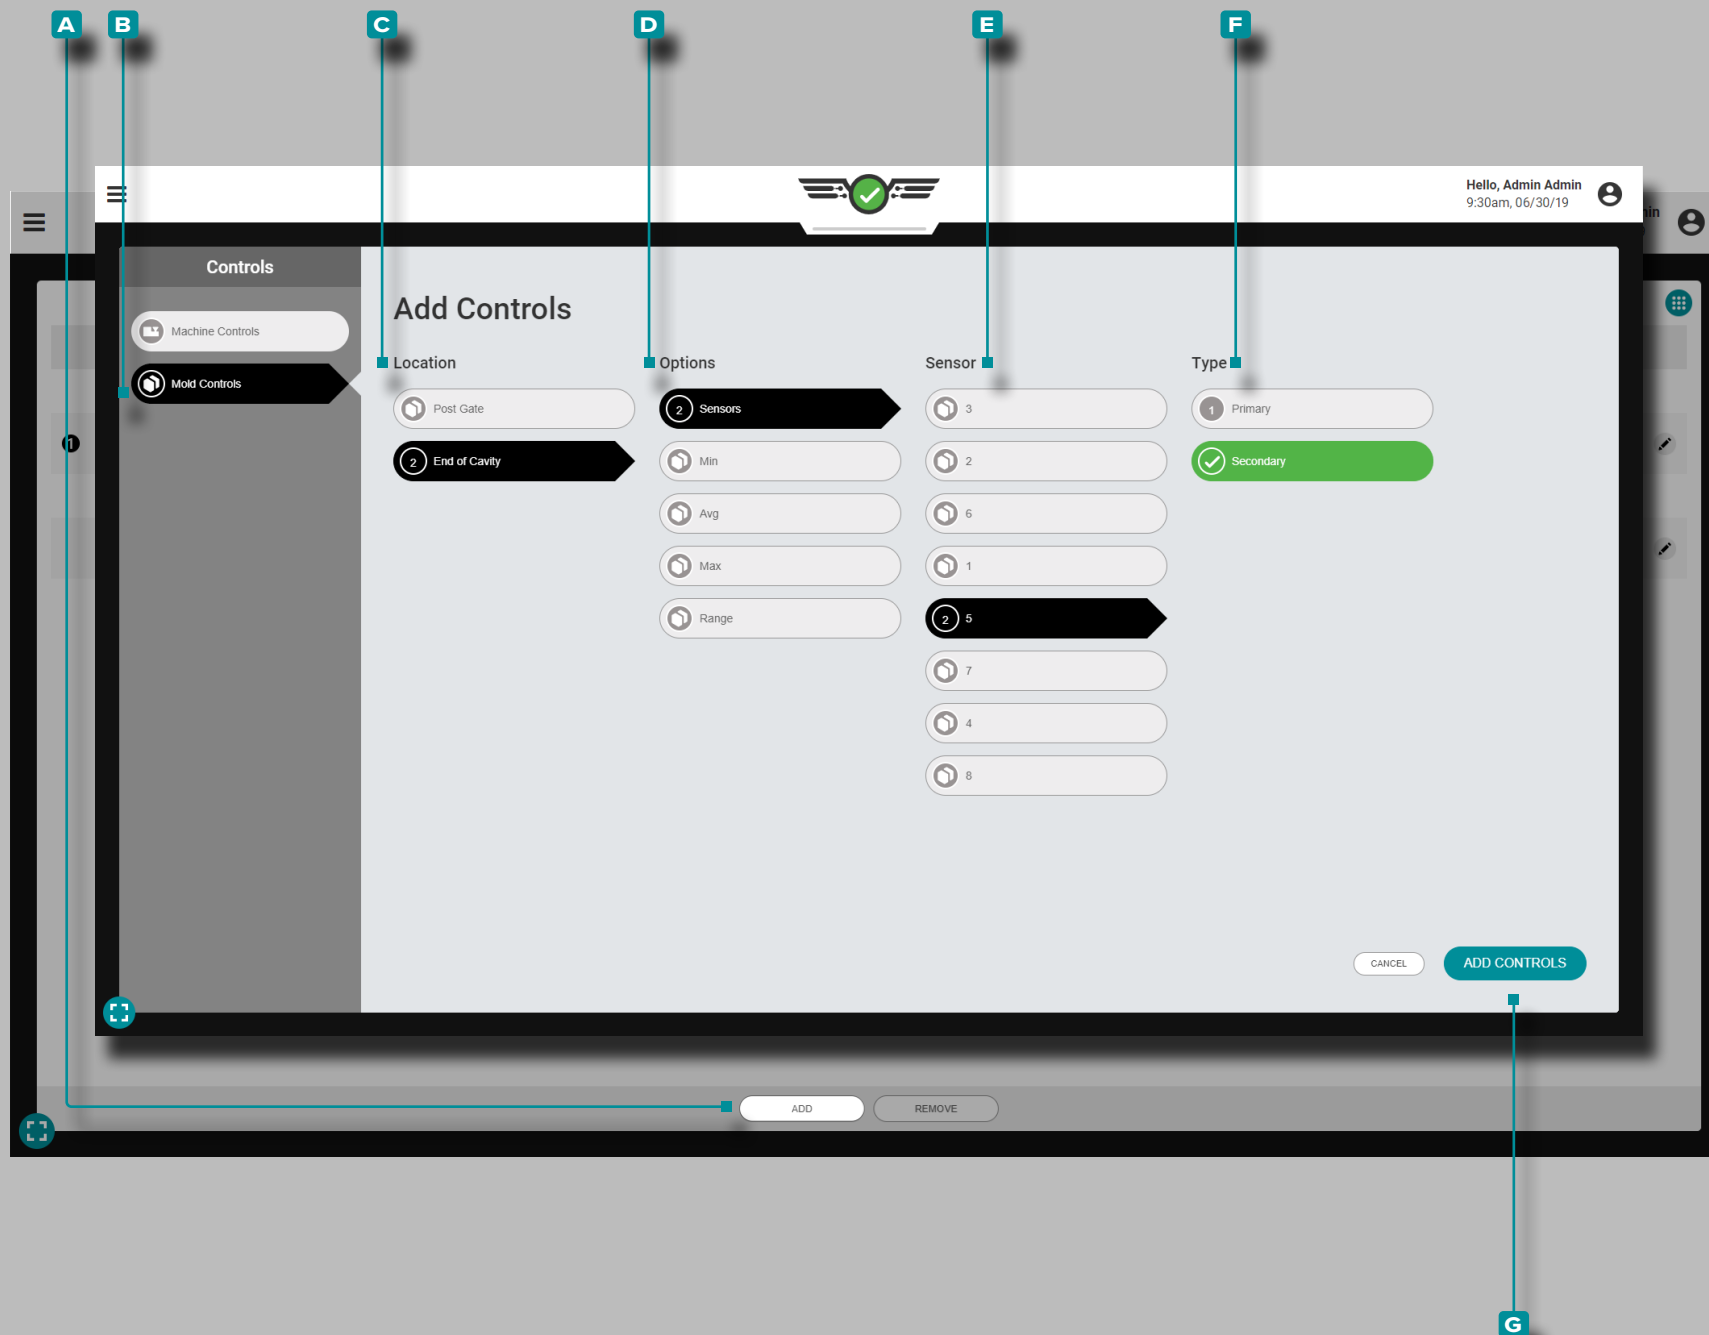 A B C D E F
Hello, Admin Admin
9:30am, 06/30/19
in
Controls
Machine Controls
Mold Controls
Add Controls
Location
Post Gate
2 End of Cavity
Options
2 Sensors
Min
Avg
Max
Range
Sensor
3
2
6
1
2 5
7
4
8
Type
1 Primary
Secondary
1
CANCEL
ADD CONTROLS
ADD
REMOVE
G